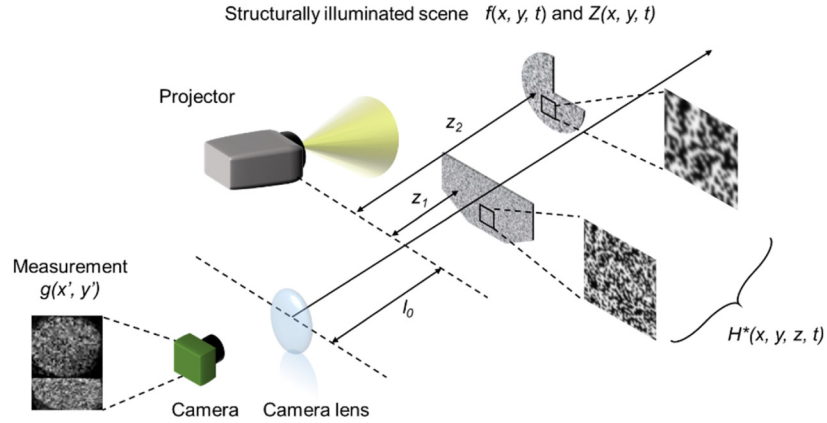 Structurally illuminated scene f(x, y, t) and Z(x, y, t)
Projector
z2
z1
Measurement
g(x', y')
l0
H*(x, y, z, t)
Camera
Camera lens